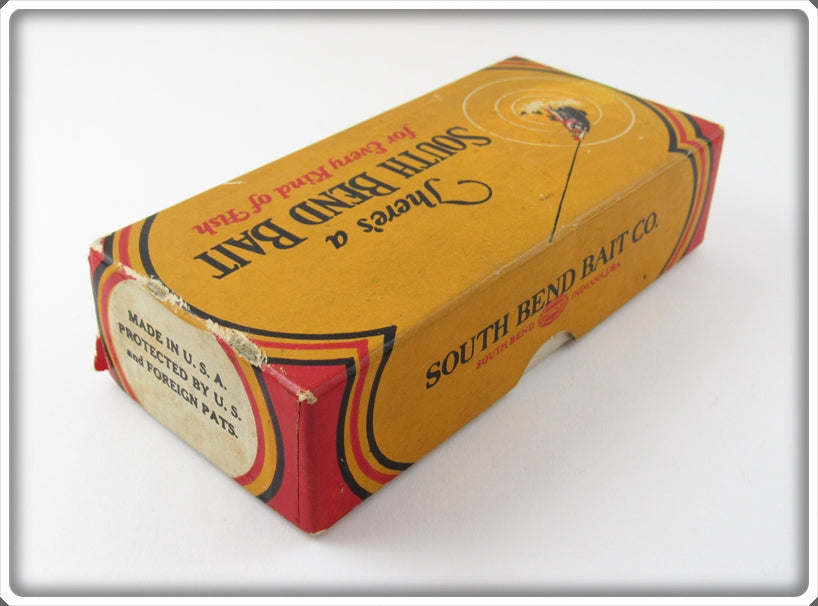 There's a
SOUTH BEND BAIT
for Every Kind of Fish
SOUTH BEND BAIT CO.
SOUTH BEND INDIANA, U.S.A.
MADE IN U.S.A.
PROTECTED BY U.S.
and FOREIGN PATS.